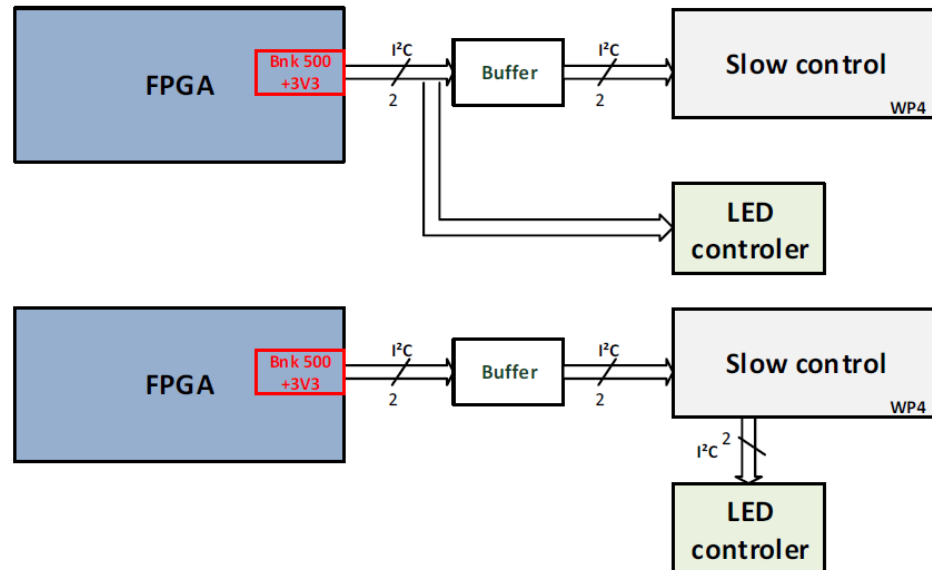 FPGA
Bnk 500
+3V3
I²C
2
Buffer
I²C
2
Slow control
WP4
LED
controler
FPGA
Bnk 500
+3V3
I²C
2
Buffer
I²C
2
Slow control
WP4
I²C 2
LED
controler